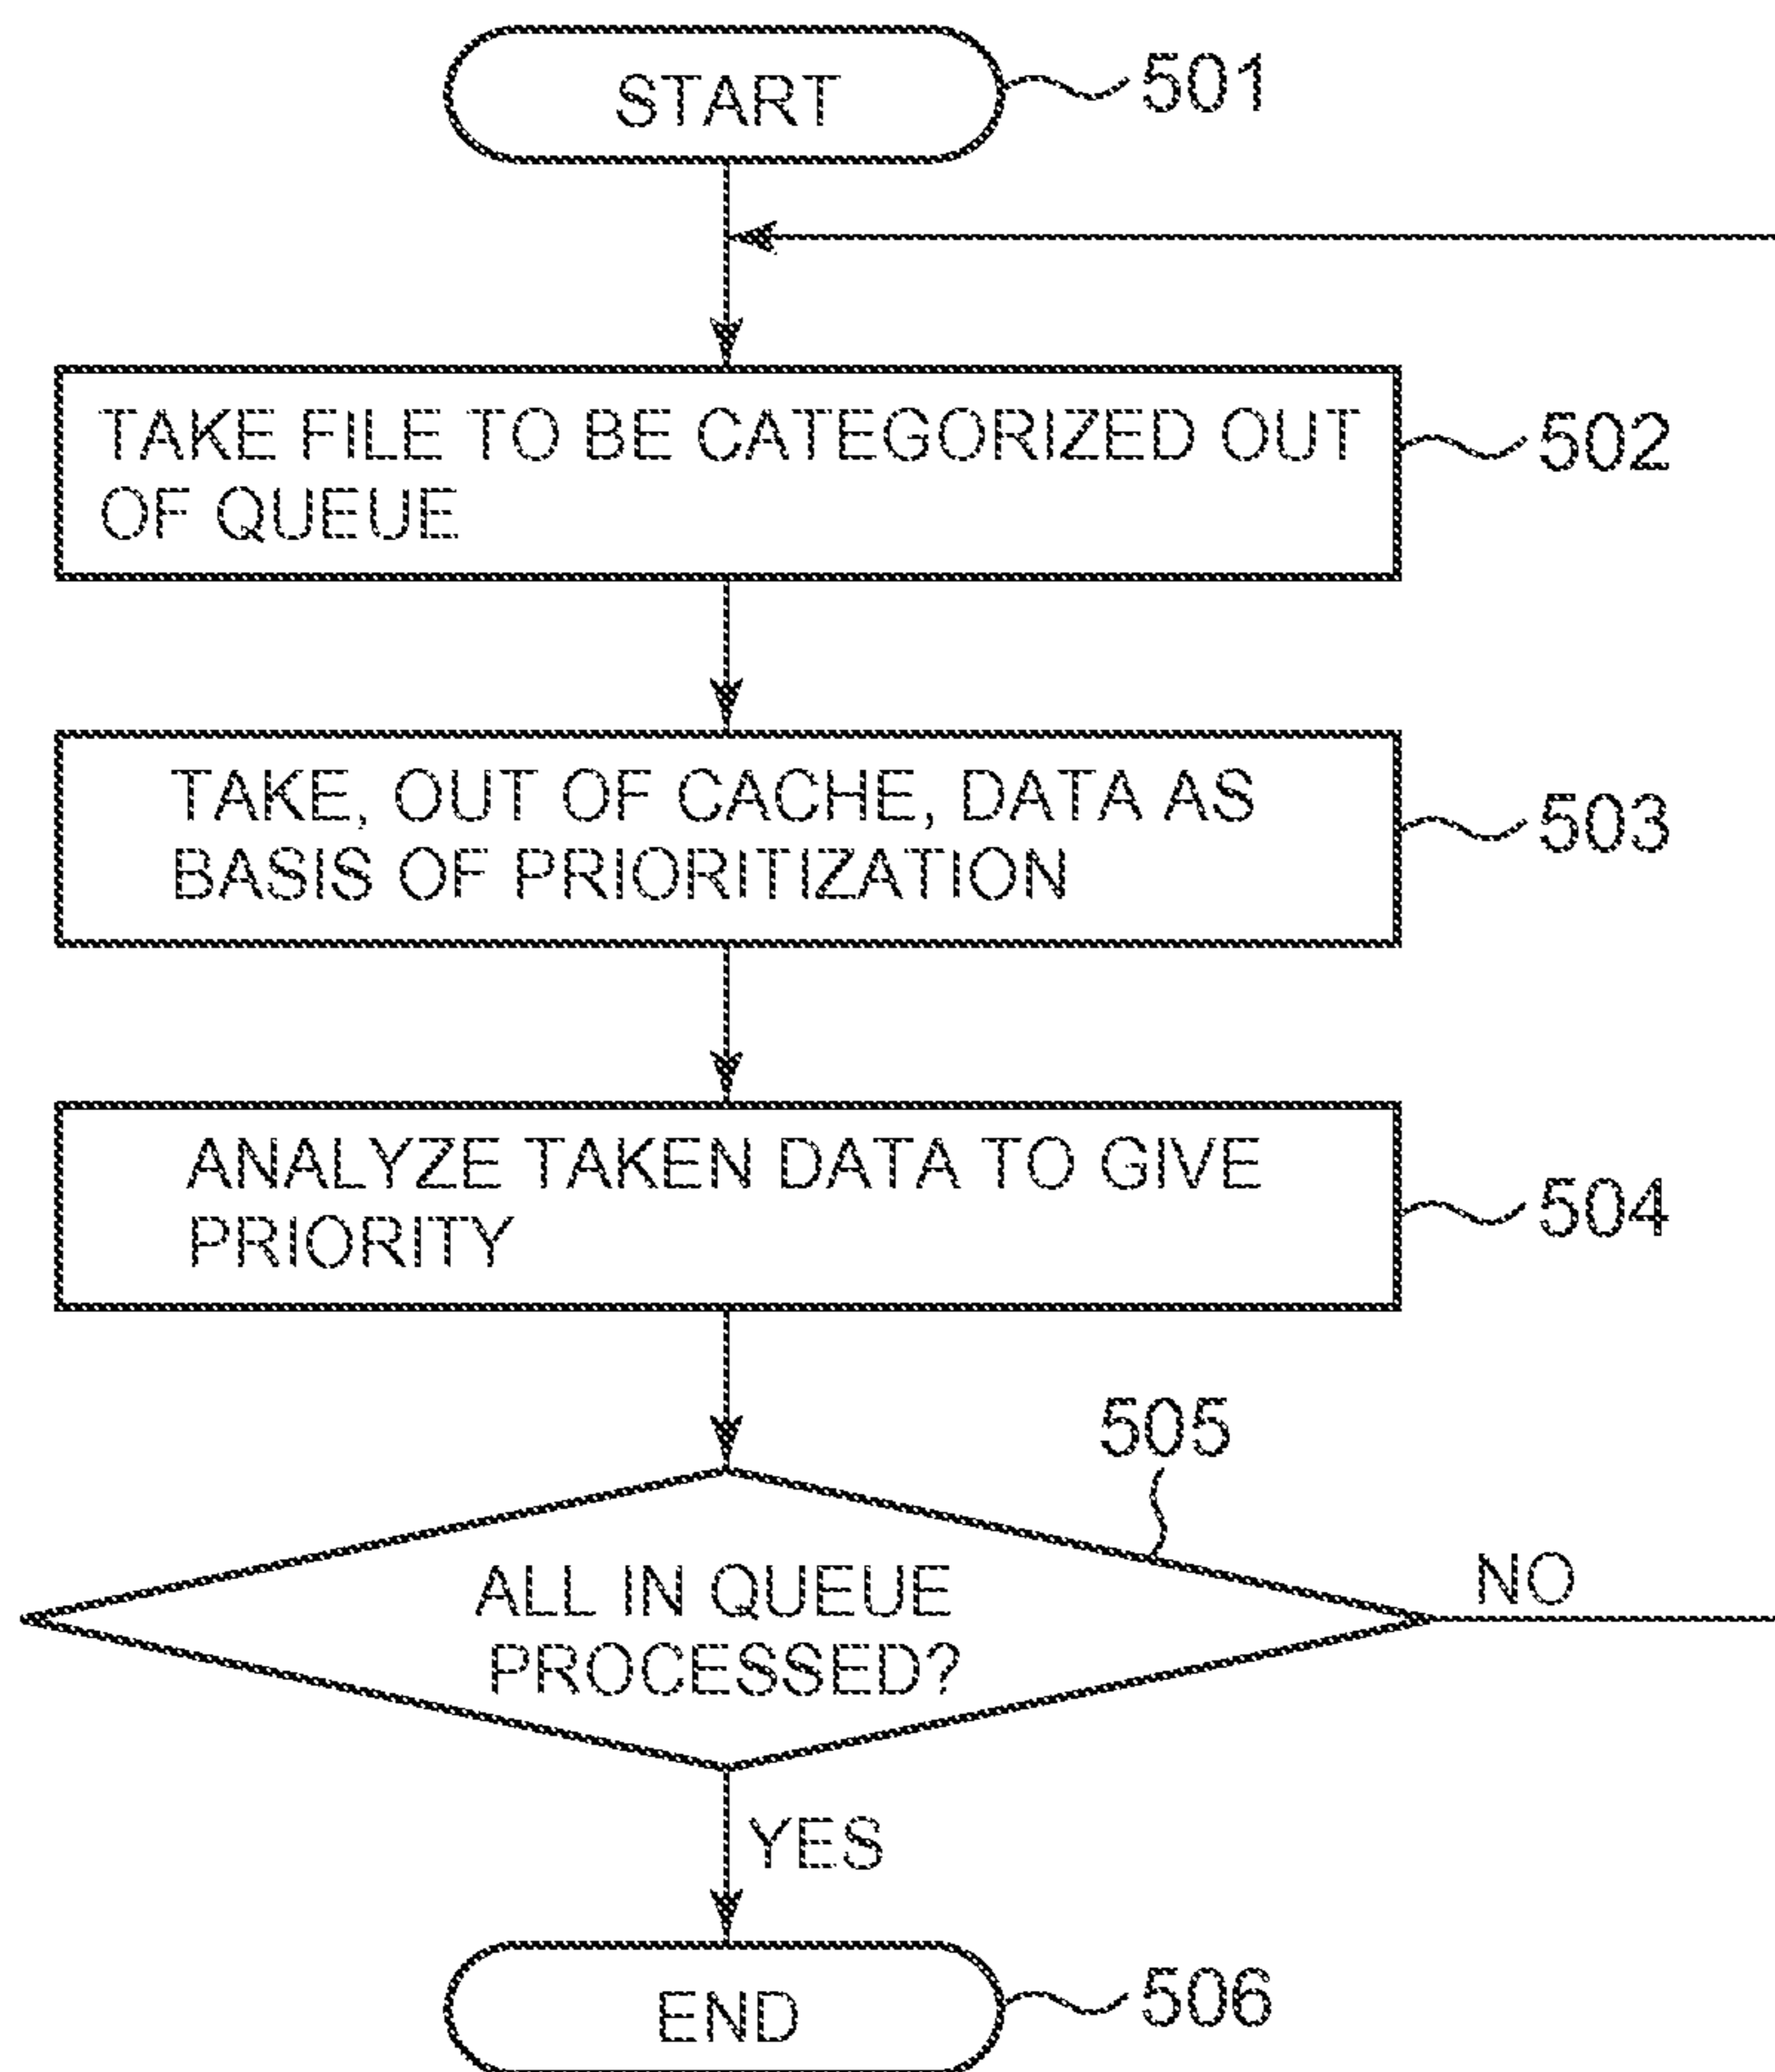 START
501
TAKE FILE TO BE CATEGORIZED OUT
OF QUEUE
502
TAKE, OUT OF CACHE, DATA AS
BASIS OF PRIORITIZATION
503
ANALYZE TAKEN DATA TO GIVE
PRIORITY
504
505
ALL IN QUEUE
PROCESSED?
NO
YES
END
506